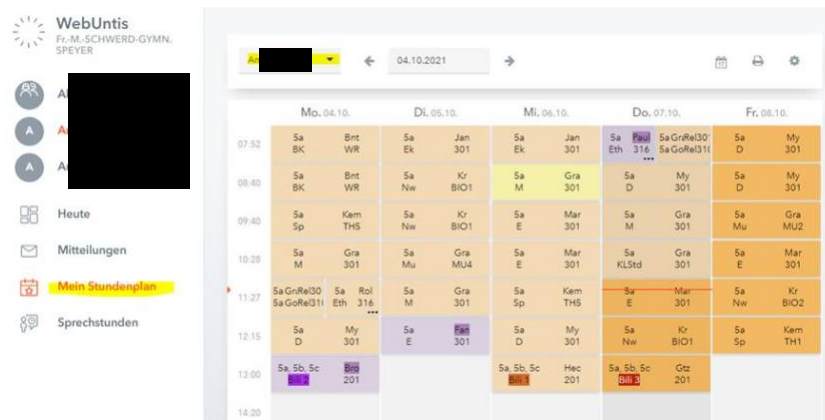 WebUntis
Fr.-M.-SCHWERD-GYMN.
SPEYER
A
A
Heute
Mitteilungen
Mein Stundenplan
Sprechstunden
04.10.2021
Mo. 04.10. Di. 05.10. Mi. 06.10. Do. 07.10. Fr. 08.10.
07:52
5a Bnt 5a Jan 5a Jan 5a Paul 5a GnRel30 5a My
BK WR Ek 301 Ek 301 Eth 316 5a GoRel31 D 301
08:40
5a Bnt 5a Kr 5a Gra 5a My 5a My
BK WR Nw BIO1 M 301 D 301 D 301
09:40
5a Kem 5a Kr 5a Mar 5a Gra 5a Gra
Sp TH5 Nw BIO1 E 301 M 301 Mu MU2
10:28
5a Gra 5a Gra 5a Mar 5a Gra 5a Mar
M 301 Mu MU4 E 301 KLStd 301 E 301
11:27
5a GnRel30 5a Rol 5a Gra 5a Kem 5a Mar 5a Kr
5a GoRel31 Eth 316 M 301 Sp TH5 E 301 Nw BIO2
12:15
5a My 5a Fan 5a My 5a Kr 5a Kem
D 301 E 301 D 301 Nw BIO1 Sp TH1
13:00
5a, 5b, 5c Bro 5a, 5b, 5c Hec 5a, 5b, 5c Gtz
Bili 2 201 Bili 1 201 Bili 3 201
14:20